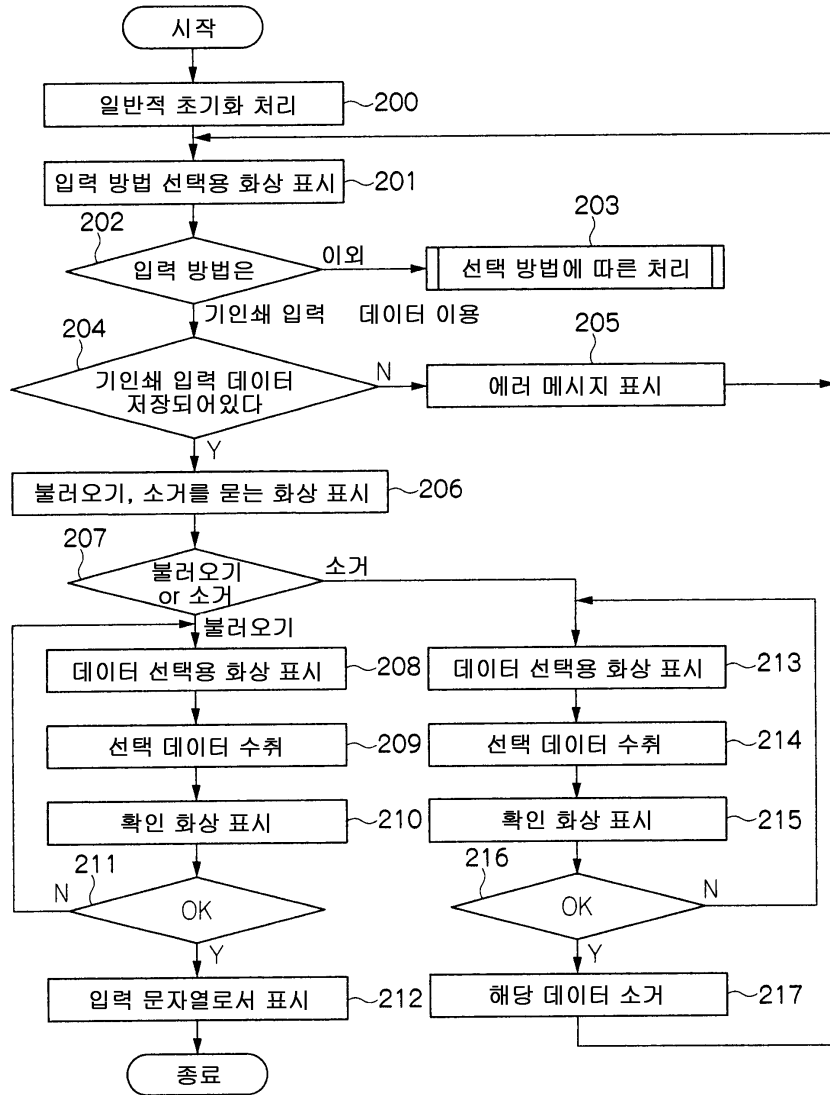 시작
일반적 초기화 처리
200
입력 방법 선택용 화상 표시
201
202
입력 방법은
이외
203
선택 방법에 따른 처리
기인쇄 입력 데이터 이용
204
기인쇄 입력 데이터
저장되어있다
N
205
에러 메시지 표시
Y
불러오기, 소거를 묻는 화상 표시
206
207
불러오기
or 소거
소거
불러오기
데이터 선택용 화상 표시
208
선택 데이터 수취
209
확인 화상 표시
210
211
N
OK
Y
입력 문자열로서 표시
212
종료
데이터 선택용 화상 표시
213
선택 데이터 수취
214
확인 화상 표시
215
216
OK
N
Y
해당 데이터 소거
217